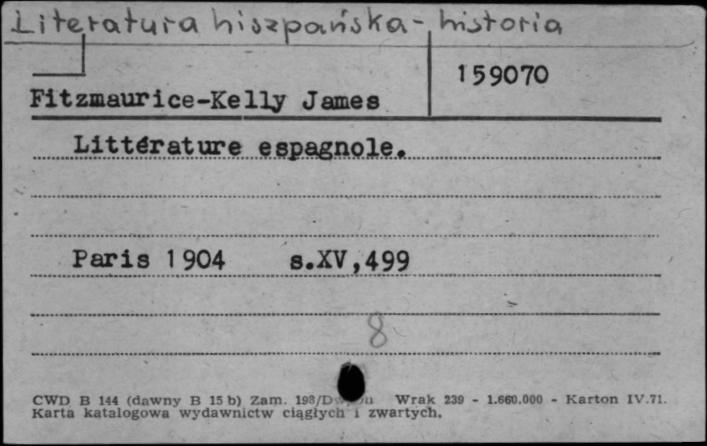 Literatura hiszpańska - historia
159070
Fitzmaurice-Kelly James
Littérature espagnole.
Paris 1904 s.XV,499
8
CWD B 144 (dawny B 15 b) Zam. 198/ Wrak 239 - 1.660.000 - Karton IV.71.
Karta katalogowa wydawnictw ciągłych i zwartych.